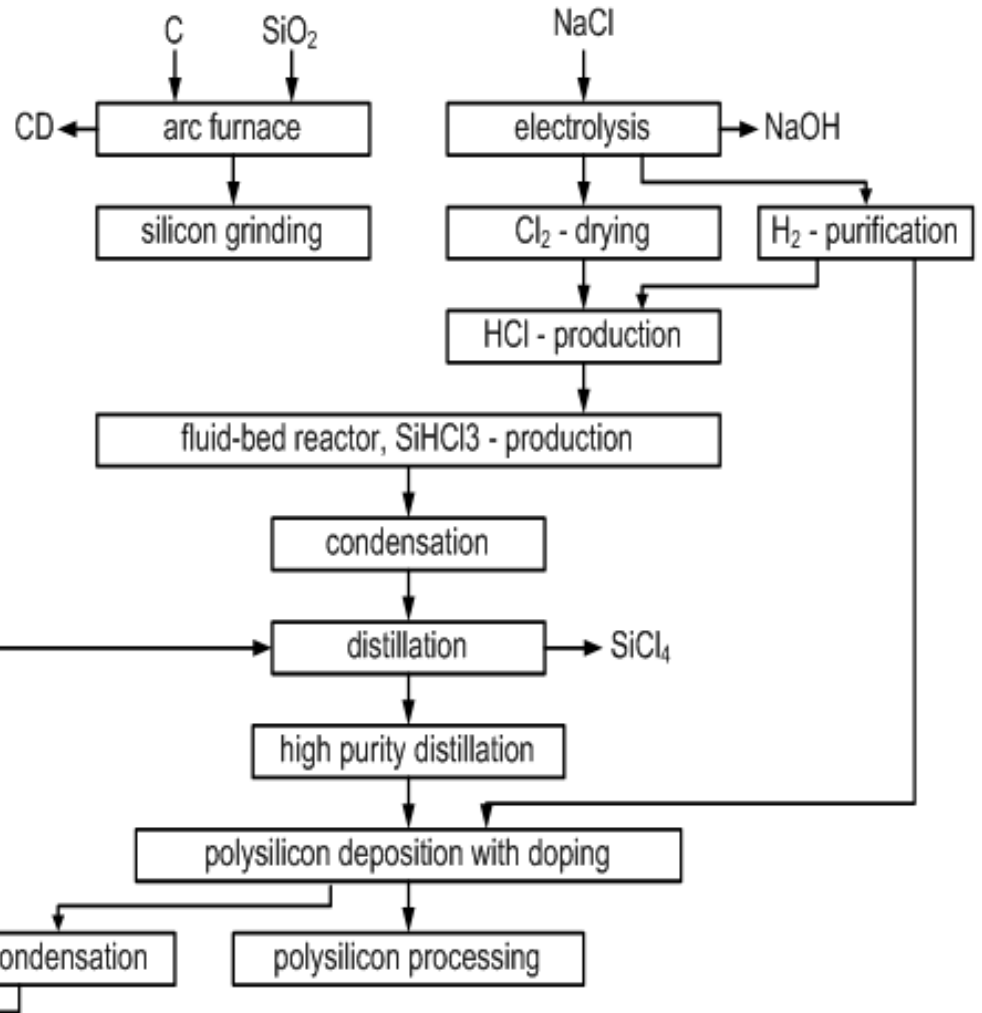 C
SiO₂
NaCl
CD
arc furnace
electrolysis
NaOH
silicon grinding
Cl₂ - drying
H₂ - purification
HCl - production
fluid-bed reactor, SiHCl3 - production
condensation
distillation
SiCl₄
high purity distillation
polysilicon deposition with doping
ondensation
polysilicon processing